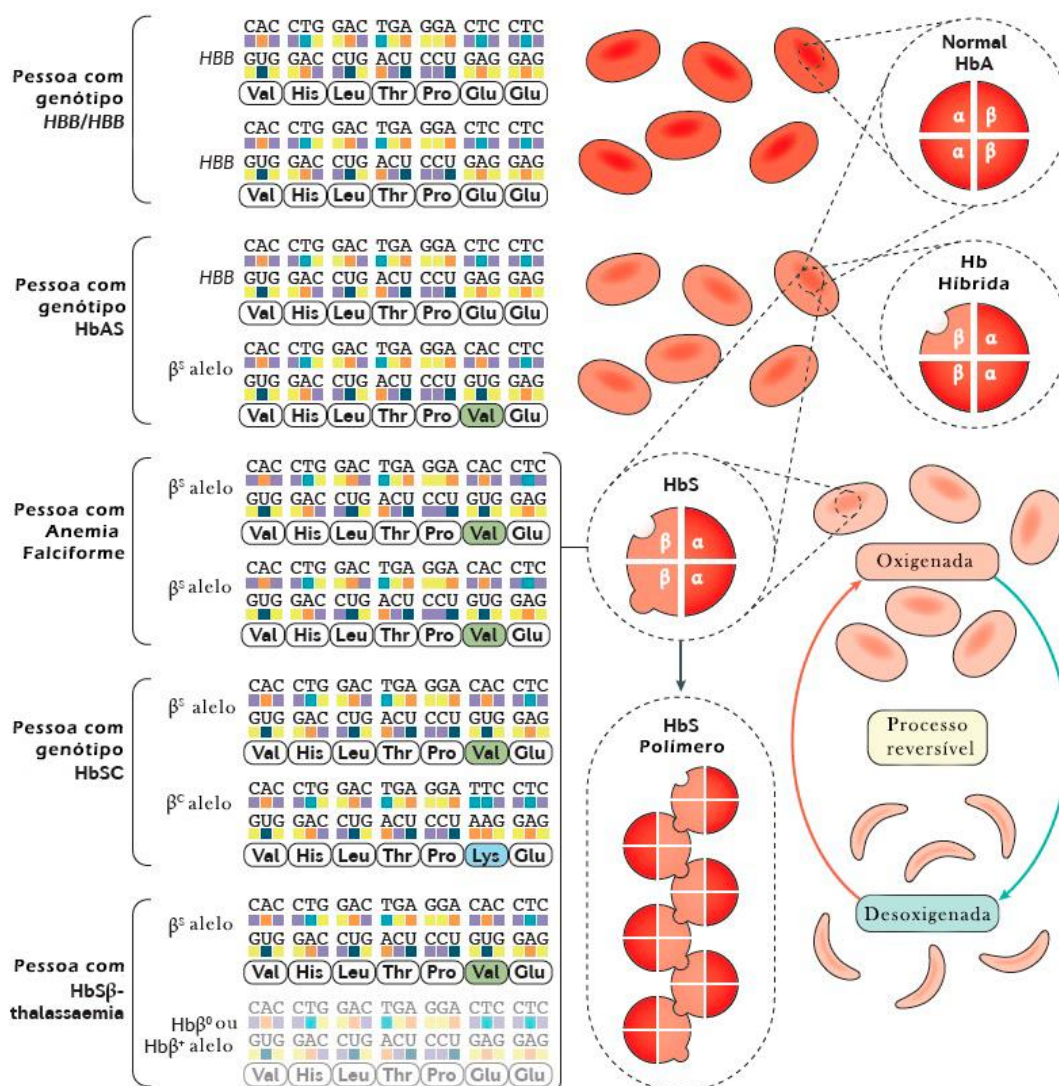 Pessoa com
genótipo
HBB/HBB
HBB
CAC CTG GAC TGA GGA CTC CTC
GUG GAC CUG ACU CCU GAG GAG
Val His Leu Thr Pro Glu Glu
HBB
CAC CTG GAC TGA GGA CTC CTC
GUG GAC CUG ACU CCU GAG GAG
Val His Leu Thr Pro Glu Glu
Pessoa com
genótipo
HbAS
HBB
CAC CTG GAC TGA GGA CTC CTC
GUG GAC CUG ACU CCU GAG GAG
Val His Leu Thr Pro Glu Glu
βˢ alelo
CAC CTG GAC TGA GGA CAC CTC
GUG GAC CUG ACU CCU GUG GAG
Val His Leu Thr Pro Val Glu
Pessoa com
Anemia
Falciforme
βˢ alelo
CAC CTG GAC TGA GGA CAC CTC
GUG GAC CUG ACU CCU GUG GAG
Val His Leu Thr Pro Val Glu
βˢ alelo
CAC CTG GAC TGA GGA CAC CTC
GUG GAC CUG ACU CCU GUG GAG
Val His Leu Thr Pro Val Glu
Pessoa com
genótipo
HbSC
βˢ alelo
CAC CTG GAC TGA GGA CAC CTC
GUG GAC CUG ACU CCU GUG GAG
Val His Leu Thr Pro Val Glu
βᶜ alelo
CAC CTG GAC TGA GGA TTC CTC
GUG GAC CUG ACU CCU AAG GAG
Val His Leu Thr Pro Lys Glu
Pessoa com
HbSβ-
thalassaemia
βˢ alelo
CAC CTG GAC TGA GGA CAC CTC
GUG GAC CUG ACU CCU GUG GAG
Val His Leu Thr Pro Val Glu
Hbβ⁰ ou
Hbβ⁺ alelo
CAC CTG GAC TGA GGA CTC CTC
GUG GAC CUG ACU CCU GAG GAG
Val His Leu Thr Pro Glu Glu
Normal
HbA
α β
α β
Hb
Híbrida
β α
β α
HbS
β α
β α
HbS
Polímero
Oxigenada
Processo
reversível
Desoxigenada